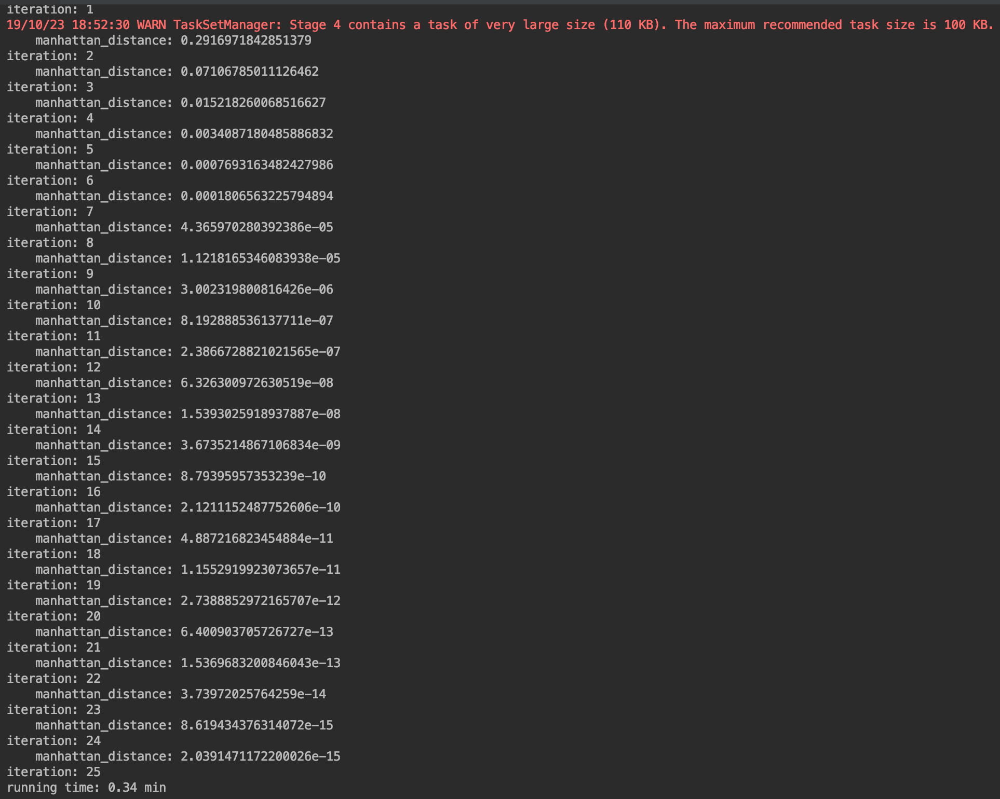 iteration: 1
19/10/23 18:52:30 WARN TaskSetManager: Stage 4 contains a task of very large size (110 KB). The maximum recommended task size is 100 KB.
manhattan_distance: 0.2916971842851379
iteration: 2
manhattan_distance: 0.07106785011126462
iteration: 3
manhattan_distance: 0.015218260068516627
iteration: 4
manhattan_distance: 0.0034087180485886832
iteration: 5
manhattan_distance: 0.0007693163482427986
iteration: 6
manhattan_distance: 0.0001806563225794894
iteration: 7
manhattan_distance: 4.365970280392386e-05
iteration: 8
manhattan_distance: 1.1218165346083938e-05
iteration: 9
manhattan_distance: 3.002319800816426e-06
iteration: 10
manhattan_distance: 8.192888536137711e-07
iteration: 11
manhattan_distance: 2.3866728821021565e-07
iteration: 12
manhattan_distance: 6.326300972630519e-08
iteration: 13
manhattan_distance: 1.5393025918937887e-08
iteration: 14
manhattan_distance: 3.6735214867106834e-09
iteration: 15
manhattan_distance: 8.79395957353239e-10
iteration: 16
manhattan_distance: 2.1211152487752606e-10
iteration: 17
manhattan_distance: 4.887216823454884e-11
iteration: 18
manhattan_distance: 1.1552919923073657e-11
iteration: 19
manhattan_distance: 2.7388852972165707e-12
iteration: 20
manhattan_distance: 6.400903705726727e-13
iteration: 21
manhattan_distance: 1.5369683200846043e-13
iteration: 22
manhattan_distance: 3.73972025764259e-14
iteration: 23
manhattan_distance: 8.619434376314072e-15
iteration: 24
manhattan_distance: 2.0391471172200026e-15
iteration: 25
running time: 0.34 min